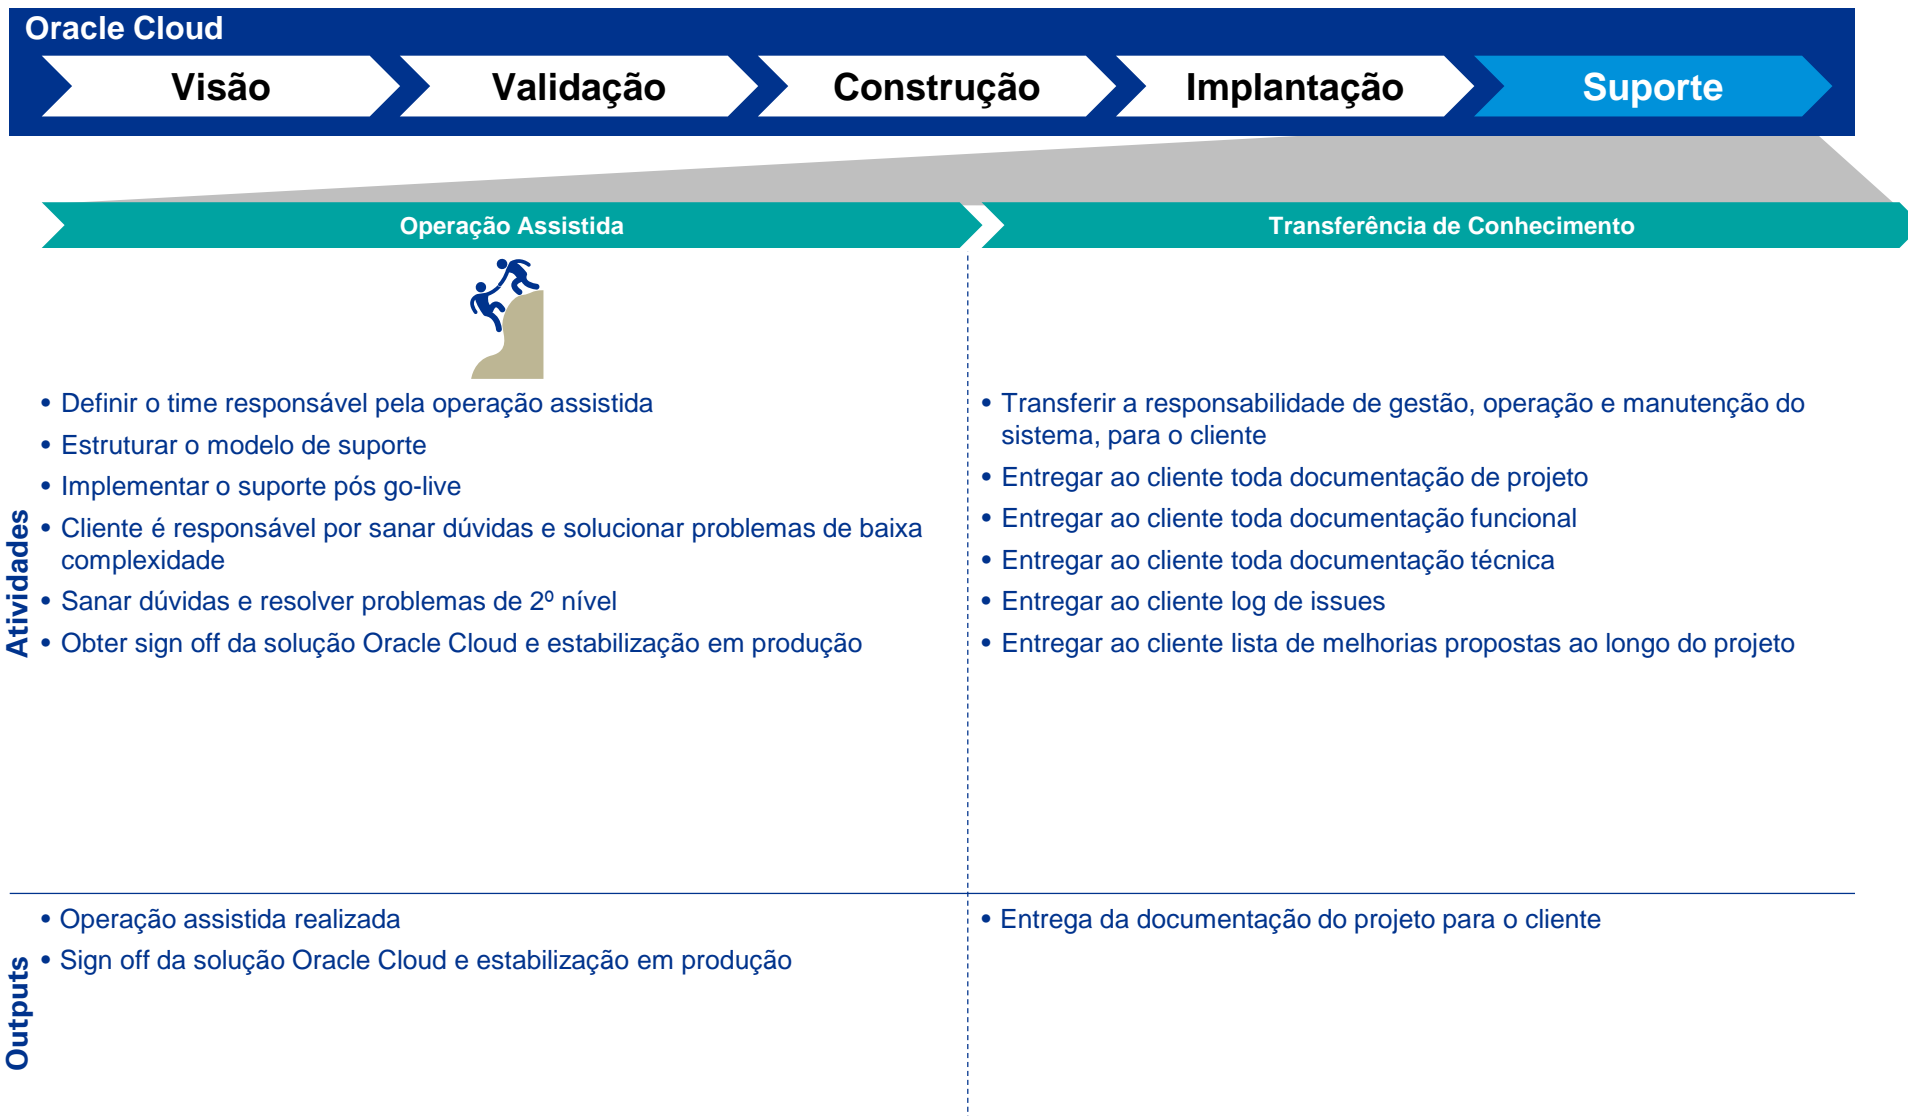 Oracle Cloud
Visão
Validação
Construção
Implantação
Suporte
Operação Assistida
Transferência de Conhecimento
Atividades
• Definir o time responsável pela operação assistida
• Estruturar o modelo de suporte
• Implementar o suporte pós go-live
• Cliente é responsável por sanar dúvidas e solucionar problemas de baixa
complexidade
• Sanar dúvidas e resolver problemas de 2º nível
• Obter sign off da solução Oracle Cloud e estabilização em produção
• Transferir a responsabilidade de gestão, operação e manutenção do
sistema, para o cliente
• Entregar ao cliente toda documentação de projeto
• Entregar ao cliente toda documentação funcional
• Entregar ao cliente toda documentação técnica
• Entregar ao cliente log de issues
• Entregar ao cliente lista de melhorias propostas ao longo do projeto
Outputs
• Operação assistida realizada
• Sign off da solução Oracle Cloud e estabilização em produção
• Entrega da documentação do projeto para o cliente